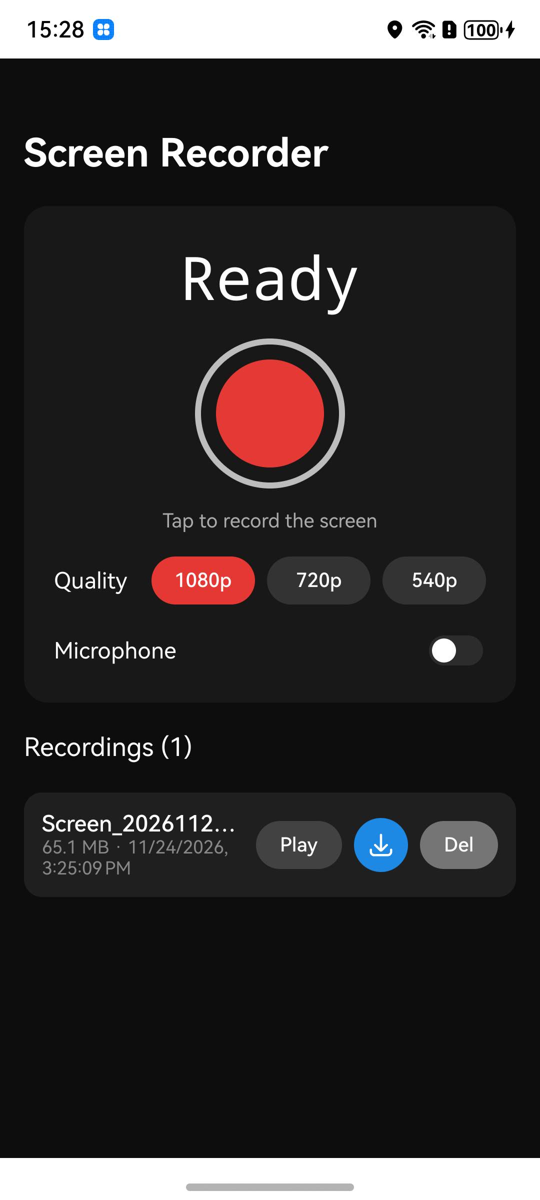 15:28
100
Screen Recorder
Ready
Tap to record the screen
Quality
1080p
720p
540p
Microphone
Recordings (1)
Screen_2026112...
65.1 MB · 11/24/2026,
3:25:09 PM
Play
Del